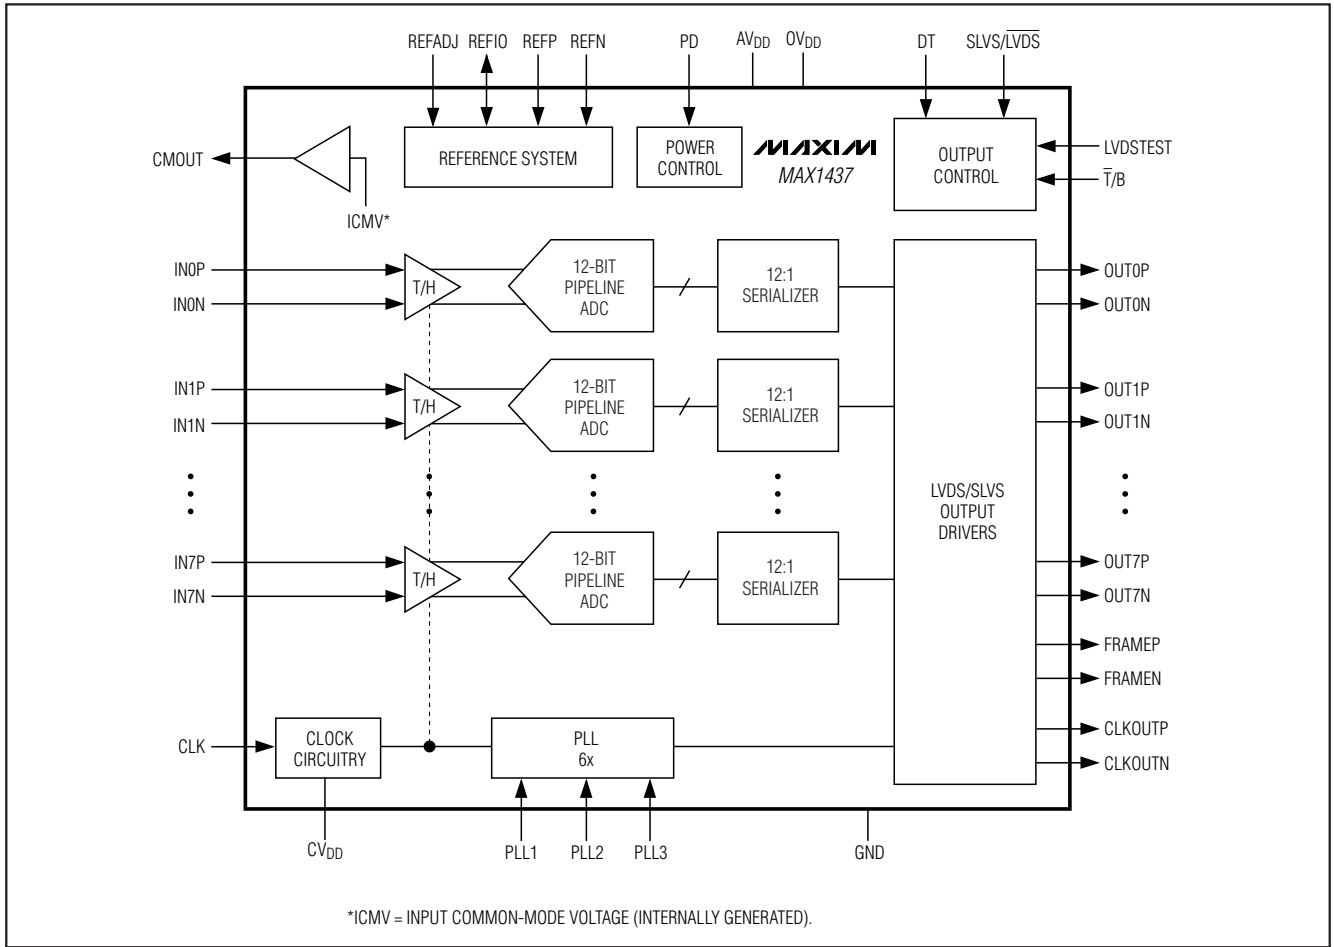 REFADJ REFIO REFP REFN PD AVDD OVDD DT SLVS/L̅V̅D̅S̅
CMOUT
ICMV*
REFERENCE SYSTEM
POWER
CONTROL
MAXIM
MAX1437
OUTPUT
CONTROL
LVDSTEST
T̅/B
IN0P
IN0N
T/H
12-BIT
PIPELINE
ADC
12:1
SERIALIZER
OUT0P
OUT0N
IN1P
IN1N
T/H
12-BIT
PIPELINE
ADC
12:1
SERIALIZER
OUT1P
OUT1N
LVDS/SLVS
OUTPUT
DRIVERS
IN7P
IN7N
T/H
12-BIT
PIPELINE
ADC
12:1
SERIALIZER
OUT7P
OUT7N
FRAMEP
FRAMEN
CLK
CLOCK
CIRCUITRY
PLL
6x
CLKOUTP
CLKOUTN
CVDD
PLL1 PLL2 PLL3
GND
*ICMV = INPUT COMMON-MODE VOLTAGE (INTERNALLY GENERATED).